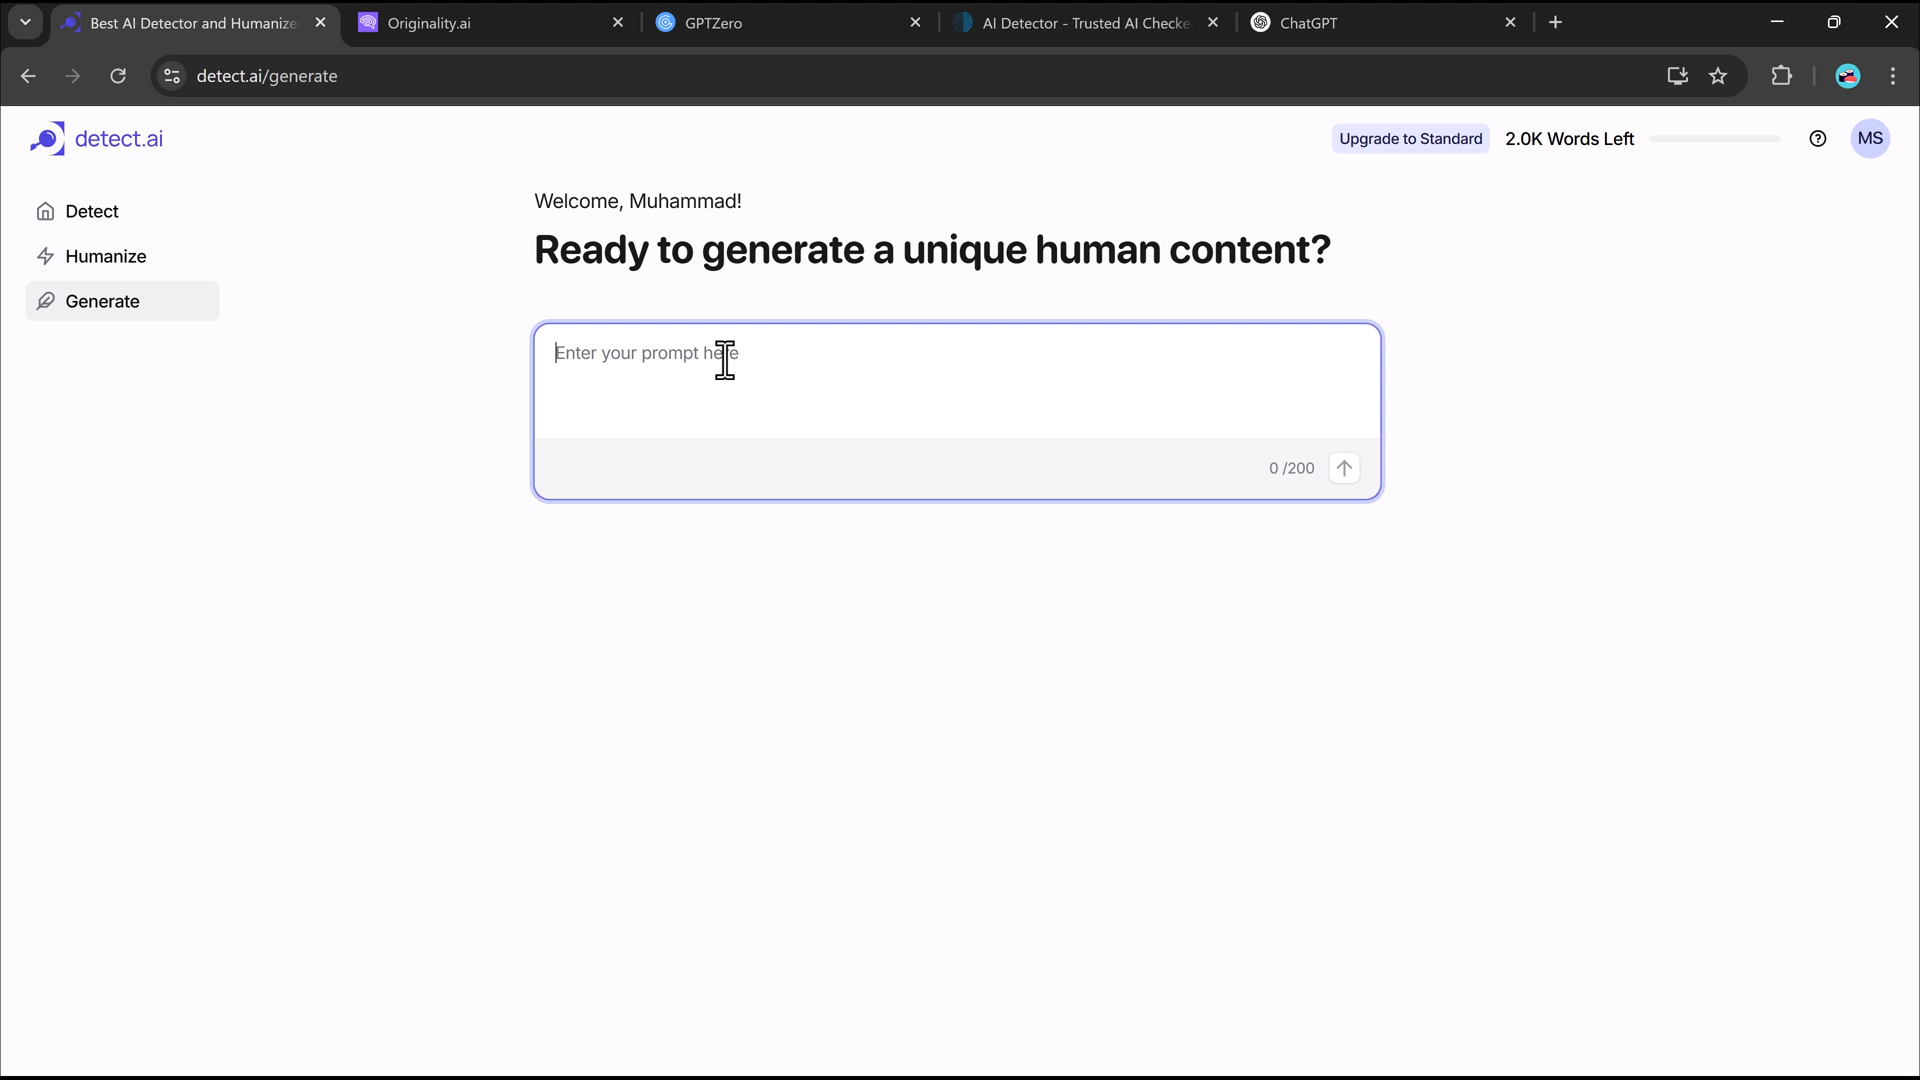 Best AI Detector and Humanize
Originality.ai
GPTZero
AI Detector - Trusted AI Checke
ChatGPT
detect.ai/generate
detect.ai
Upgrade to Standard
2.0K Words Left
MS
Detect
Humanize
Generate
Welcome, Muhammad!
Ready to generate a unique human content?
Enter your prompt here
0 /200